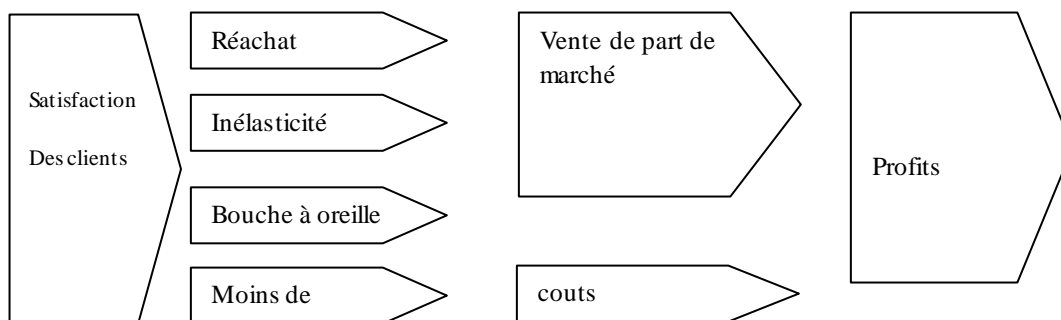 Satisfaction
Des clients
Réachat
Inélasticité
Bouche à oreille
Moins de
Vente de part de
marché
couts
Profits